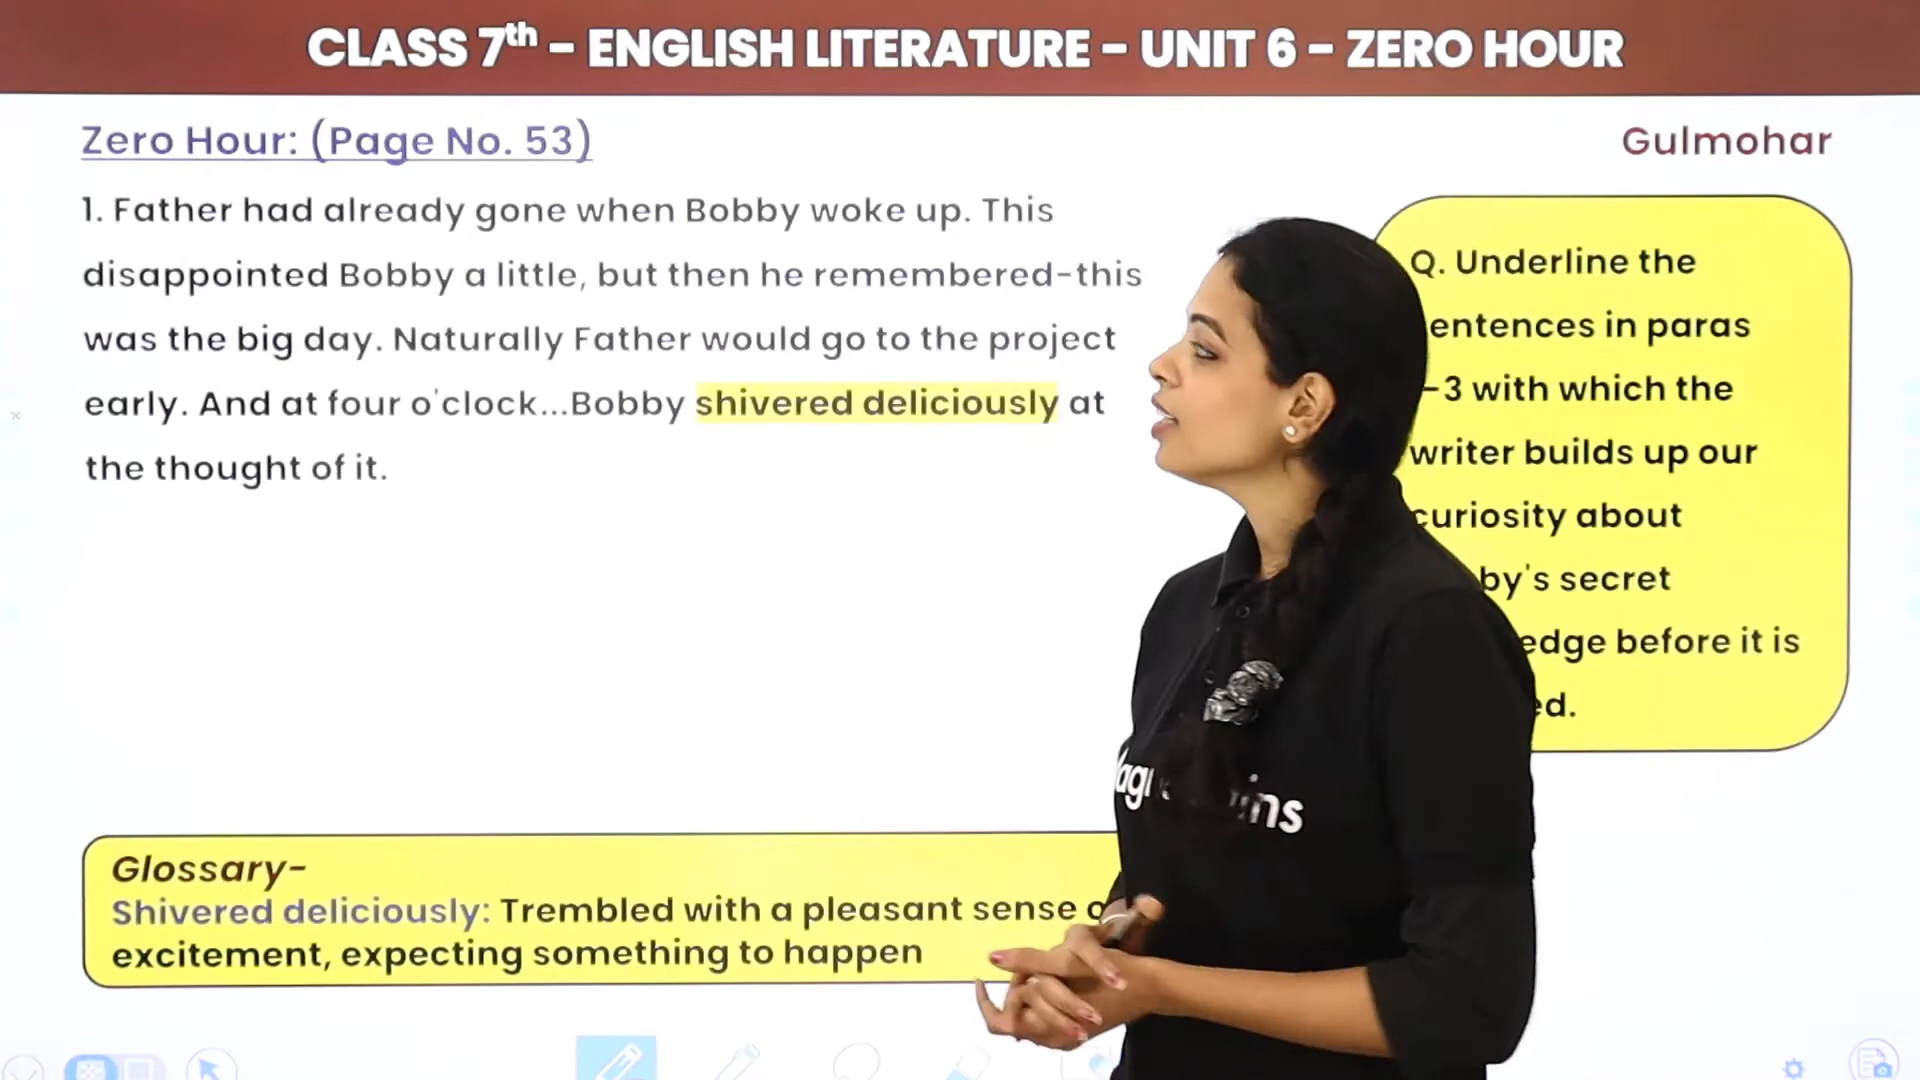 CLASS 7th – ENGLISH LITERATURE – UNIT 6 – ZERO HOUR
Zero Hour: (Page No. 53)
Gulmohar
1. Father had already gone when Bobby woke up. This
disappointed Bobby a little, but then he remembered-this
was the big day. Naturally Father would go to the project
early. And at four o'clock...Bobby shivered deliciously at
the thought of it.
Q. Underline the
entences in paras
-3 with which the
writer builds up our
curiosity about
by's secret
edge before it is
ed.
Glossary-
Shivered deliciously: Trembled with a pleasant sense
excitement, expecting something to happen